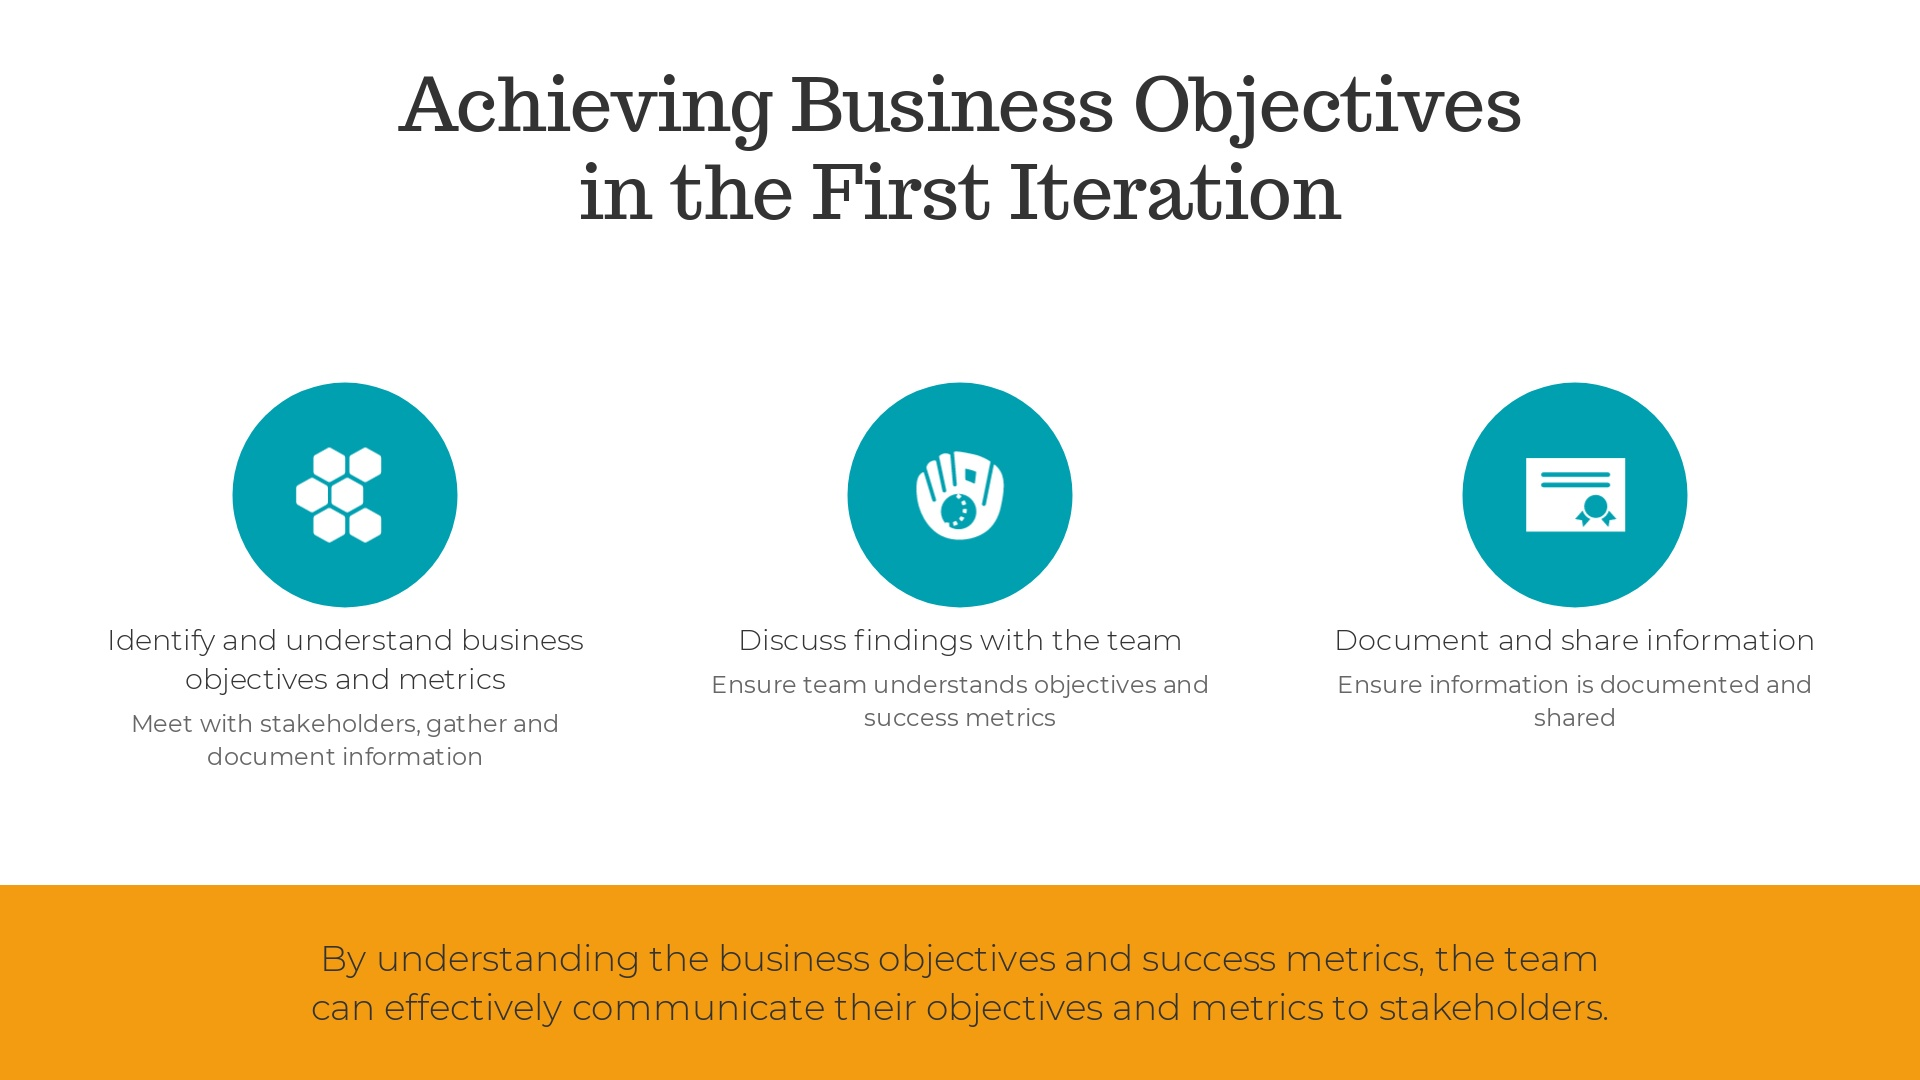 Achieving Business Objectives
in the First Iteration
Identify and understand business
objectives and metrics
Meet with stakeholders, gather and
document information
Discuss findings with the team
Ensure team understands objectives and
success metrics
Document and share information
Ensure information is documented and
shared
By understanding the business objectives and success metrics, the team
can effectively communicate their objectives and metrics to stakeholders.